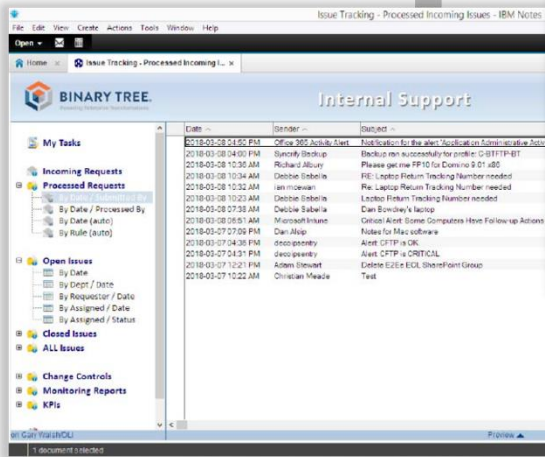 Issue Tracking - Processed Incoming Issues - IBM Notes
File Edit View Create Actions Tools Window Help
Open
Home Issue Tracking - Processed Incoming I...
BINARY TREE.
Internal Support
Date Sender Subject
My Tasks
Incoming Requests
Processed Requests
By Date / Submitted By
By Date / Processed By
By Date (auto)
By Rule (auto)
Open Issues
By Date
By Dept / Date
By Requester / Date
By Assigned / Date
By Assigned / Status
Closed Issues
ALL Issues
Change Controls
Monitoring Reports
KPIs
2018-03-08 04:50 PM Office 365 Activity Alert Notification for the alert 'Application Administrative Activ
2018-03-08 04:00 PM Syncrify Backup Backup ran successfully for profile: C-BTFTP-BT
2018-03-08 10:36 AM Richard Albury Please get me FP10 for Domino 9.01 x86
2018-03-08 10:34 AM Debbie Sabella RE: Laptop Return Tracking Number needed
2018-03-08 10:32 AM ian mcewan Re: Laptop Return Tracking Number needed
2018-03-08 10:23 AM Debbie Sabella Laptop Return Tracking Number needed
2018-03-08 07:38 AM Debbie Sabella Dan Bowdrey's laptop
2018-03-08 06:51 AM Microsoft Intune Critical Alert: Some Computers Have Follow-up Actions
2018-03-07 07:09 PM Dan Alsip Notes for Mac software
2018-03-07 04:36 PM Alert: CFTP is OK
2018-03-07 04:31 PM Alert: CFTP is CRITICAL
2018-03-07 12:21 PM Adam Stewart Delete E2Ee EOL SharePoint Group
2018-03-07 10:22 AM Christian Meade Test
Preview
1 document selected